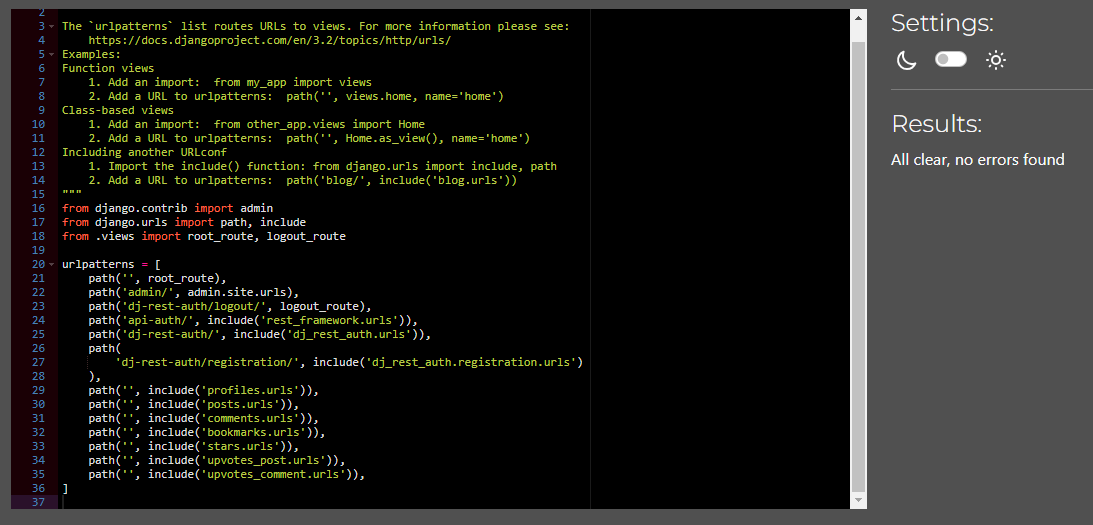 2
3 The `urlpatterns` list routes URLs to views. For more information please see:
4     https://docs.djangoproject.com/en/3.2/topics/http/urls/
5 Examples:
6 Function views
7     1. Add an import:  from my_app import views
8     2. Add a URL to urlpatterns:  path('', views.home, name='home')
9 Class-based views
10     1. Add an import:  from other_app.views import Home
11     2. Add a URL to urlpatterns:  path('', Home.as_view(), name='home')
12 Including another URLconf
13     1. Import the include() function: from django.urls import include, path
14     2. Add a URL to urlpatterns:  path('blog/', include('blog.urls'))
15 """
16 from django.contrib import admin
17 from django.urls import path, include
18 from .views import root_route, logout_route
19
20 urlpatterns = [
21     path('', root_route),
22     path('admin/', admin.site.urls),
23     path('dj-rest-auth/logout/', logout_route),
24     path('api-auth/', include('rest_framework.urls')),
25     path('dj-rest-auth/', include('dj_rest_auth.urls')),
26     path(
27         'dj-rest-auth/registration/', include('dj_rest_auth.registration.urls')
28     ),
29     path('', include('profiles.urls')),
30     path('', include('posts.urls')),
31     path('', include('comments.urls')),
32     path('', include('bookmarks.urls')),
33     path('', include('stars.urls')),
34     path('', include('upvotes_post.urls')),
35     path('', include('upvotes_comment.urls')),
36 ]
37
Settings:
Results:
All clear, no errors found